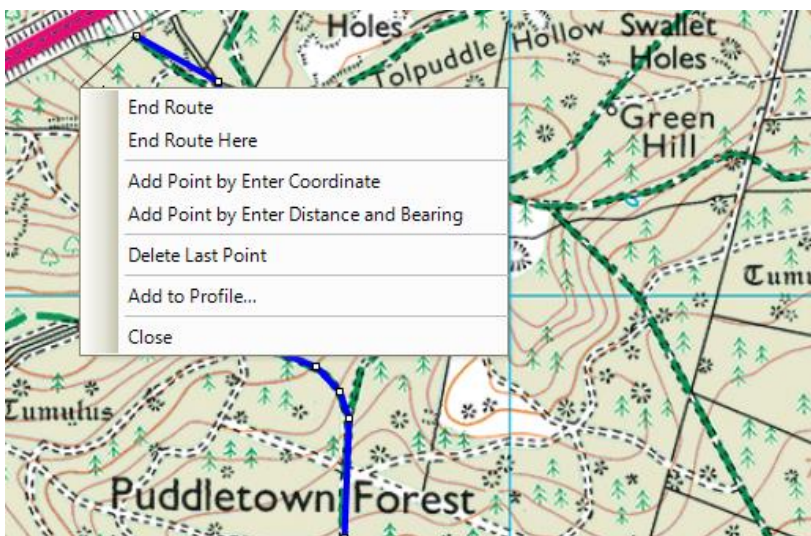 Holes
Tolpuddle Hollow
Swallet
Holes
Green
Hill
End Route
End Route Here
Add Point by Enter Coordinate
Add Point by Enter Distance and Bearing
Delete Last Point
Add to Profile...
Close
Tumu
Tumulus
Puddletown Forest